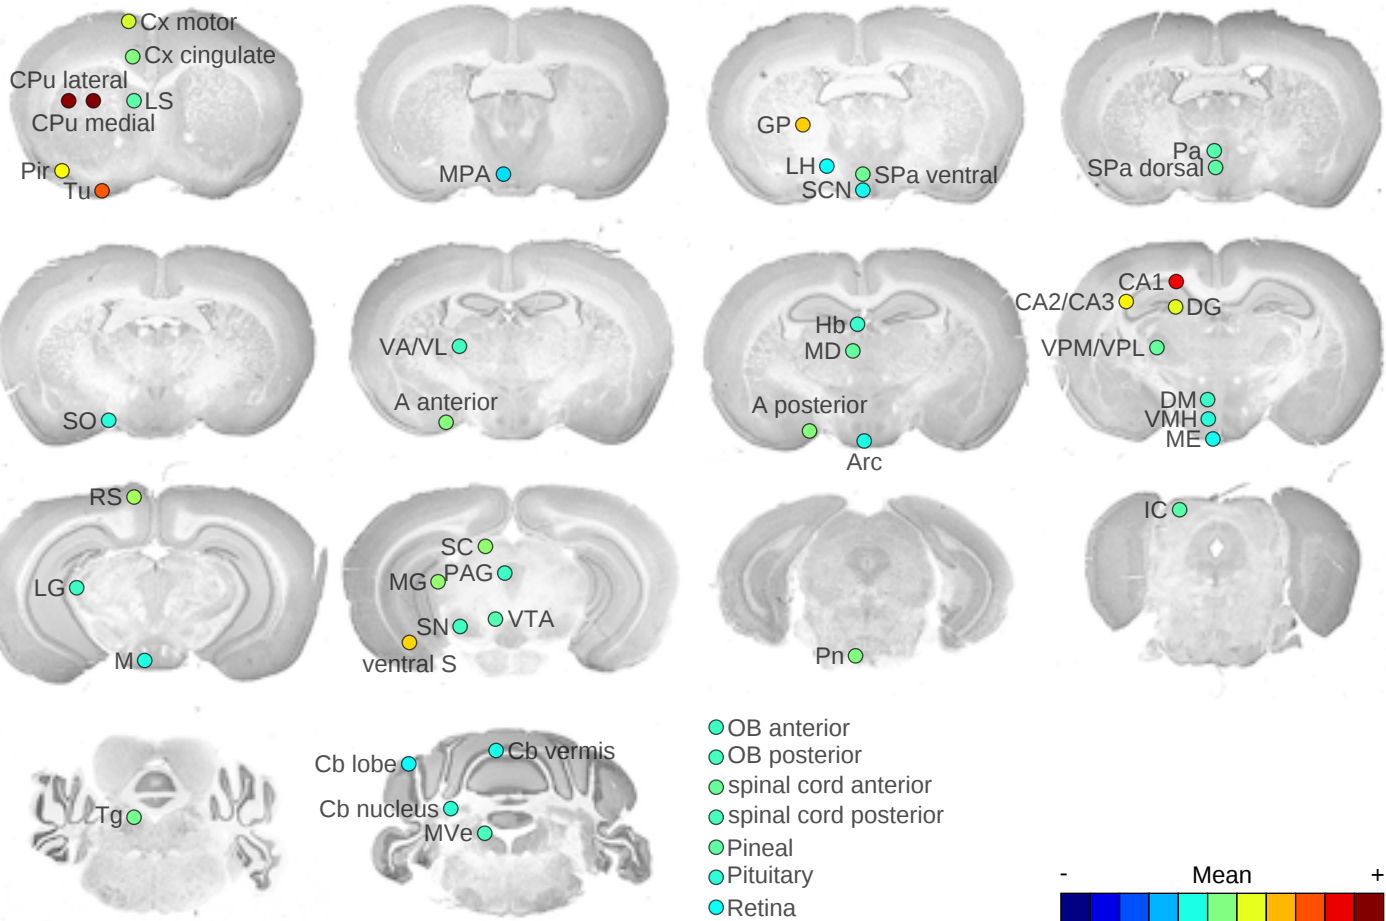 Cx motor
Cx cingulate
CPu lateral
LS
CPu medial
Pir
Tu
MPA
GP
LH
SPa ventral
SCN
Pa
SPa dorsal
SO
VA/VL
A anterior
Hb
MD
A posterior
Arc
CA1
CA2/CA3
DG
VPM/VPL
DM
VMH
ME
RS
LG
M
SC
MG
PAG
SN
VTA
ventral S
Pn
IC
Tg
Cb lobe
Cb vermis
Cb nucleus
MVe
OB anterior
OB posterior
spinal cord anterior
spinal cord posterior
Pineal
Pituitary
Retina
- Mean +